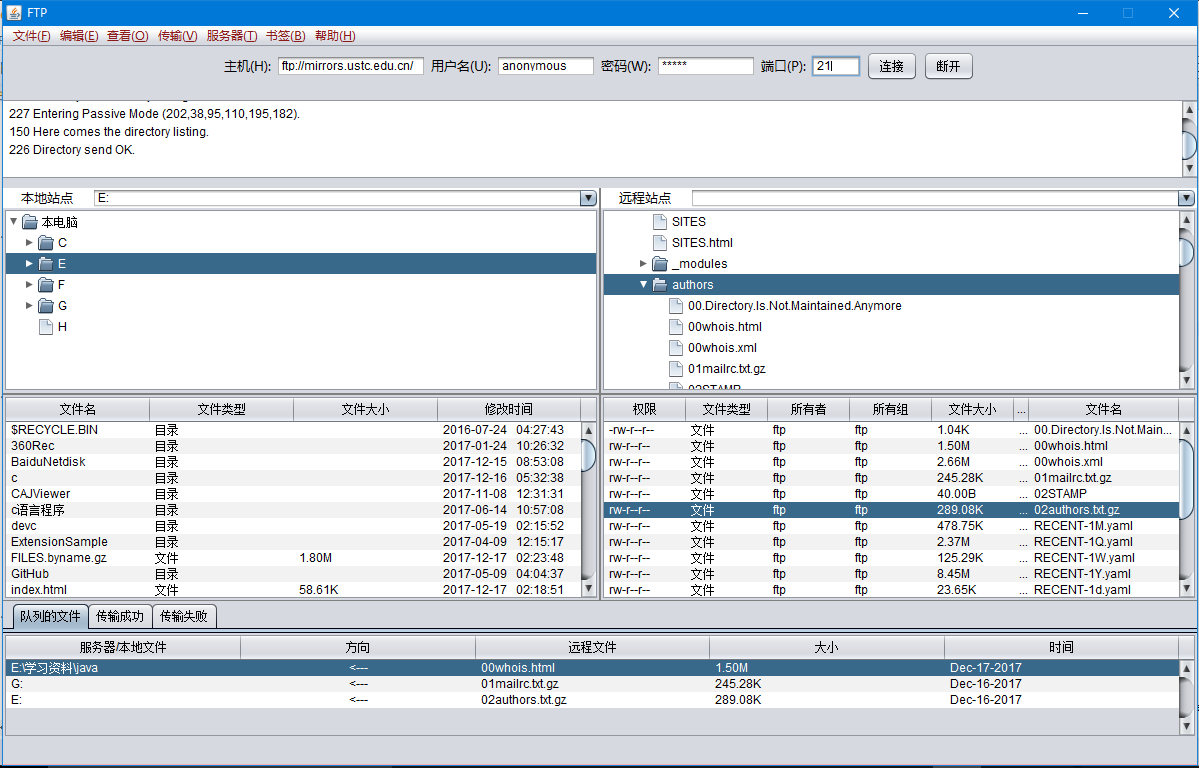 FTP
文件(F) 编辑(E) 查看(O) 传输(V) 服务器(T) 书签(B) 帮助(H)
主机(H): ftp://mirrors.ustc.edu.cn/ 用户名(U): anonymous 密码(W): ***** 端口(P): 21 连接 断开
227 Entering Passive Mode (202,38,95,110,195,182).
150 Here comes the directory listing.
226 Directory send OK.
本地站点 E:
本电脑
C
E
F
G
H
远程站点
SITES
SITES.html
_modules
authors
00.Directory.Is.Not.Maintained.Anymore
00whois.html
00whois.xml
01mailrc.txt.gz
02STAMP
文件名 文件类型 文件大小 修改时间
$RECYCLE.BIN 目录 2016-07-24 04:27:43
360Rec 目录 2017-01-24 10:26:32
BaiduNetdisk 目录 2017-12-15 08:53:08
c 目录 2017-12-16 05:32:38
CAJViewer 目录 2017-11-08 12:31:31
c语言程序 目录 2017-06-14 10:57:08
devc 目录 2017-05-19 02:15:52
ExtensionSample 目录 2017-04-09 12:15:17
FILES.byname.gz 文件 1.80M 2017-12-17 02:23:48
GitHub 目录 2017-05-09 04:04:37
index.html 文件 58.61K 2017-12-17 02:18:51
权限 文件类型 所有者 所有组 文件大小 ... 文件名
-rw-r--r-- 文件 ftp ftp 1.04K ... 00.Directory.Is.Not.Main...
rw-r--r-- 文件 ftp ftp 1.50M ... 00whois.html
rw-r--r-- 文件 ftp ftp 2.66M ... 00whois.xml
rw-r--r-- 文件 ftp ftp 245.28K ... 01mailrc.txt.gz
rw-r--r-- 文件 ftp ftp 40.00B ... 02STAMP
rw-r--r-- 文件 ftp ftp 289.08K ... 02authors.txt.gz
rw-r--r-- 文件 ftp ftp 478.75K ... RECENT-1M.yaml
rw-r--r-- 文件 ftp ftp 2.37M ... RECENT-1Q.yaml
rw-r--r-- 文件 ftp ftp 125.29K ... RECENT-1W.yaml
rw-r--r-- 文件 ftp ftp 8.45M ... RECENT-1Y.yaml
rw-r--r-- 文件 ftp ftp 23.65K ... RECENT-1d.yaml
队列的文件 传输成功 传输失败
服务器/本地文件 方向 远程文件 大小 时间
E:\学习资料\java <--- 00whois.html 1.50M Dec-17-2017
G: <--- 01mailrc.txt.gz 245.28K Dec-16-2017
E: <--- 02authors.txt.gz 289.08K Dec-16-2017